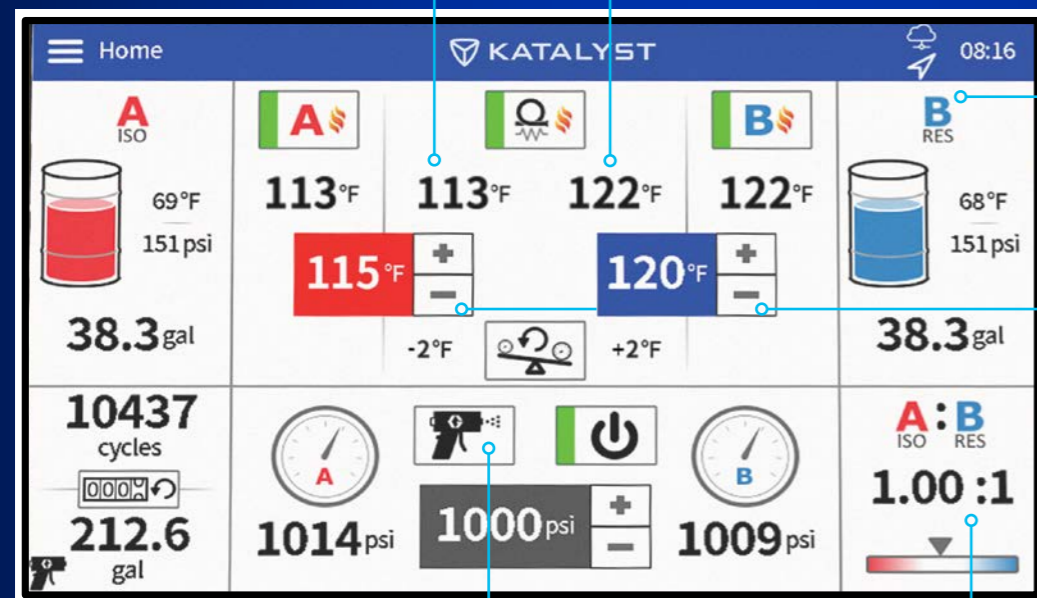 Home
KATALYST
08:16
A
ISO
69°F
151 psi
38.3 gal
A
B
113°F
113°F
122°F
122°F
115°F
+
−
120°F
+
−
-2°F
+2°F
B
RES
68°F
151 psi
38.3 gal
10437
cycles
000
212.6
gal
A
1014 psi
1000 psi
+
−
B
1009 psi
A : B
ISO RES
1.00 :1